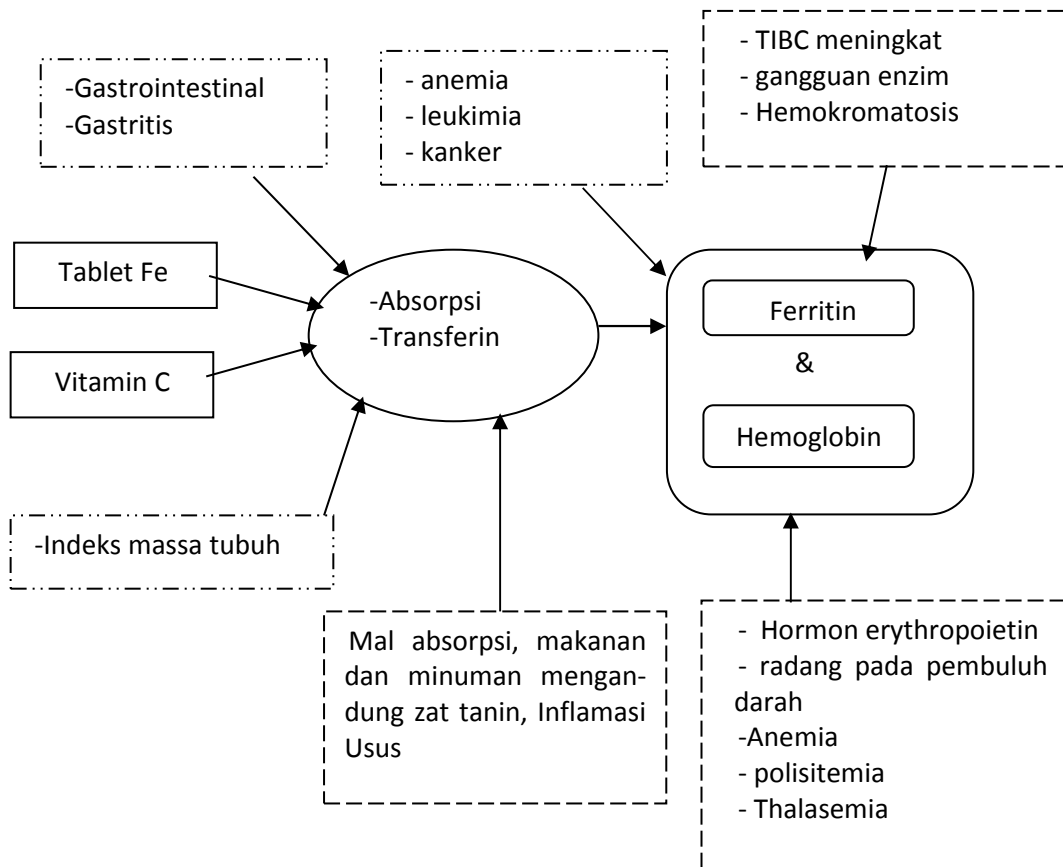 -Gastrointestinal
-Gastritis
- anemia
- leukimia
- kanker
- TIBC meningkat
- gangguan enzim
- Hemokromatosis
Tablet Fe
Vitamin C
-Absorpsi
-Transferin
Ferritin
&
Hemoglobin
-Indeks massa tubuh
Mal absorpsi, makanan
dan minuman mengan-
dung zat tanin, Inflamasi
Usus
- Hormon erythropoietin
- radang pada pembuluh
darah
-Anemia
- polisitemia
- Thalasemia